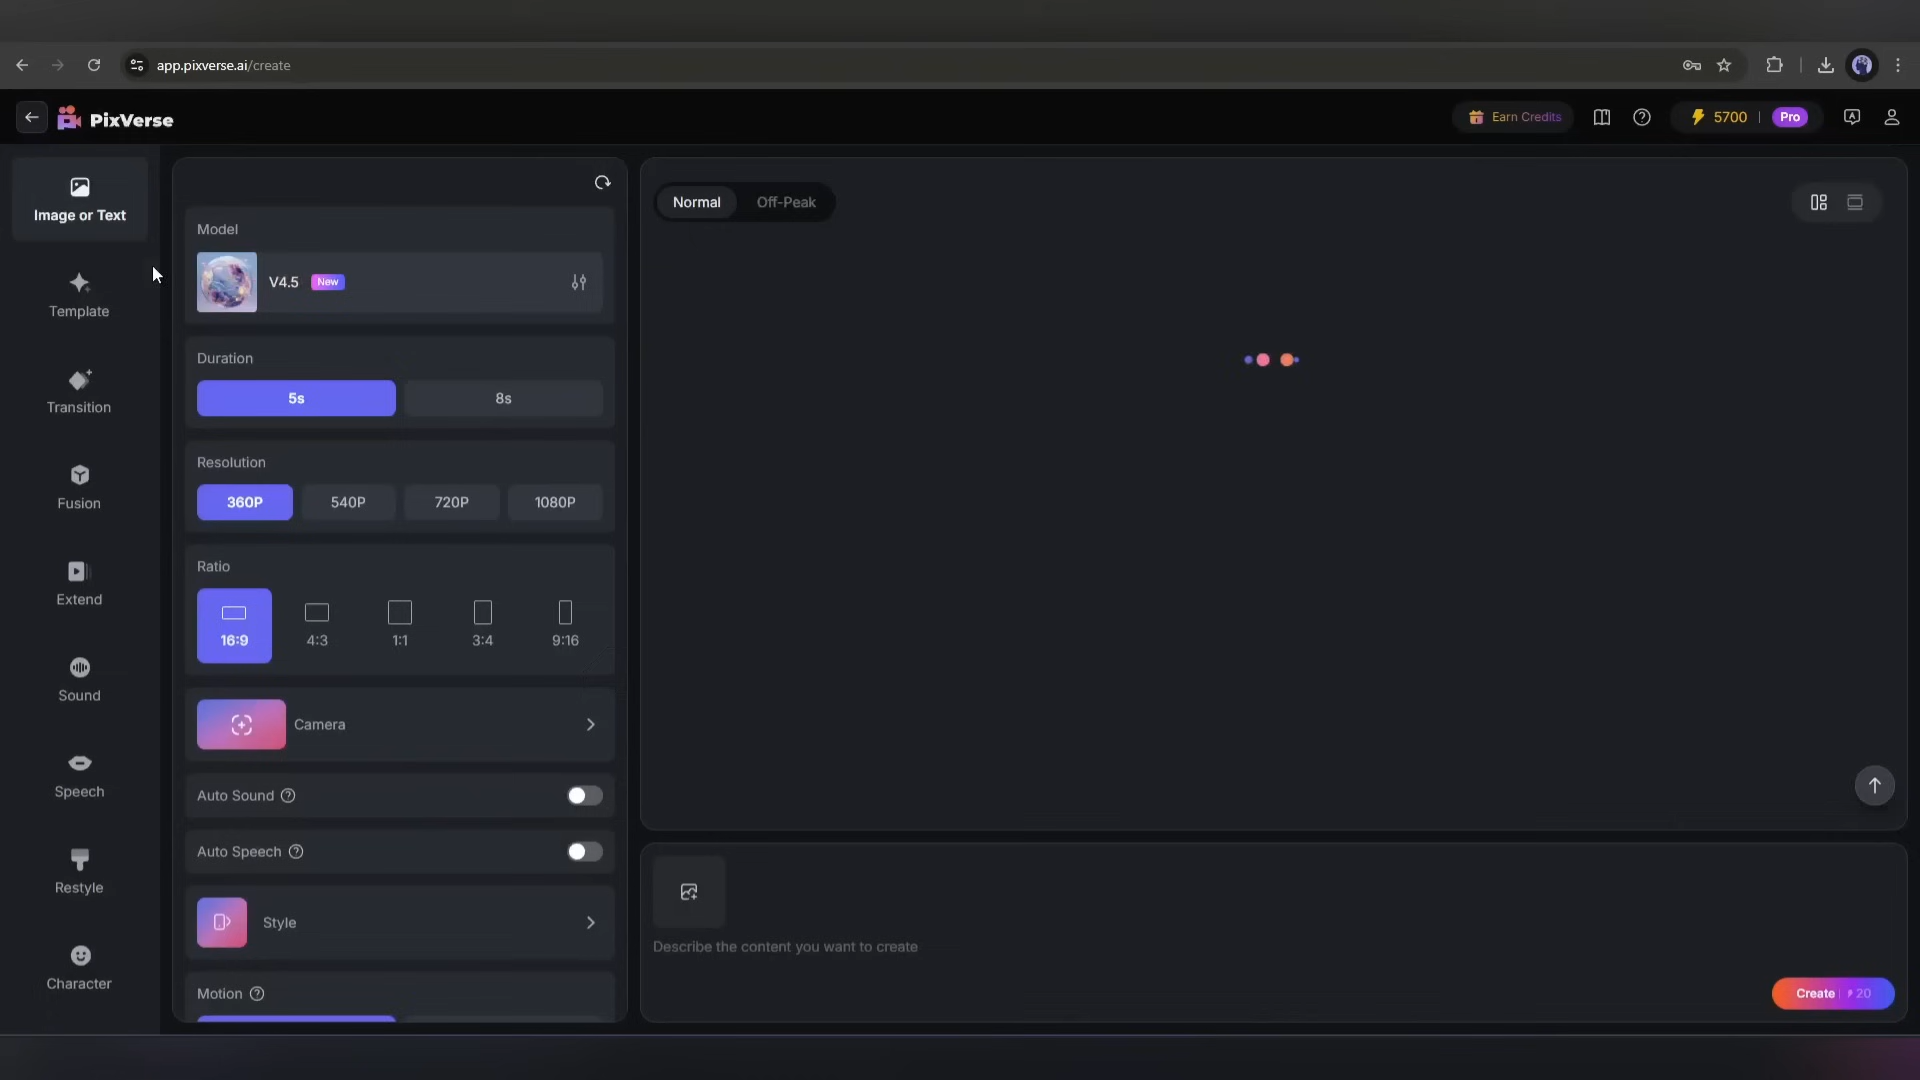 app.pixverse.ai/create
PixVerse
Earn Credits
5700
Pro
Image or Text
Template
Transition
Fusion
Extend
Sound
Speech
Restyle
Character
Model
V4.5 New
Duration
5s 8s
Resolution
360P 540P 720P 1080P
Ratio
16:9 4:3 1:1 3:4 9:16
Camera
Auto Sound
Auto Speech
Style
Motion
Normal Off-Peak
Describe the content you want to create
Create 20